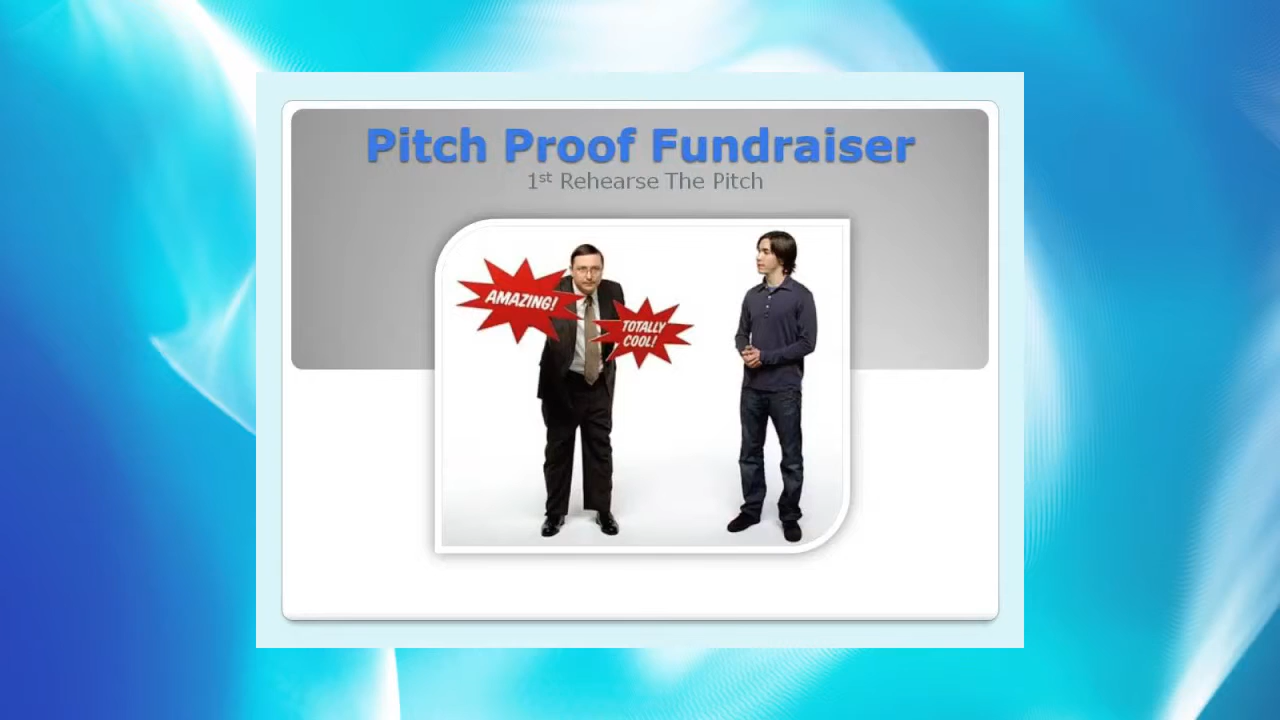 Pitch Proof Fundraiser
1st Rehearse The Pitch
AMAZING!
TOTALLY
COOL!